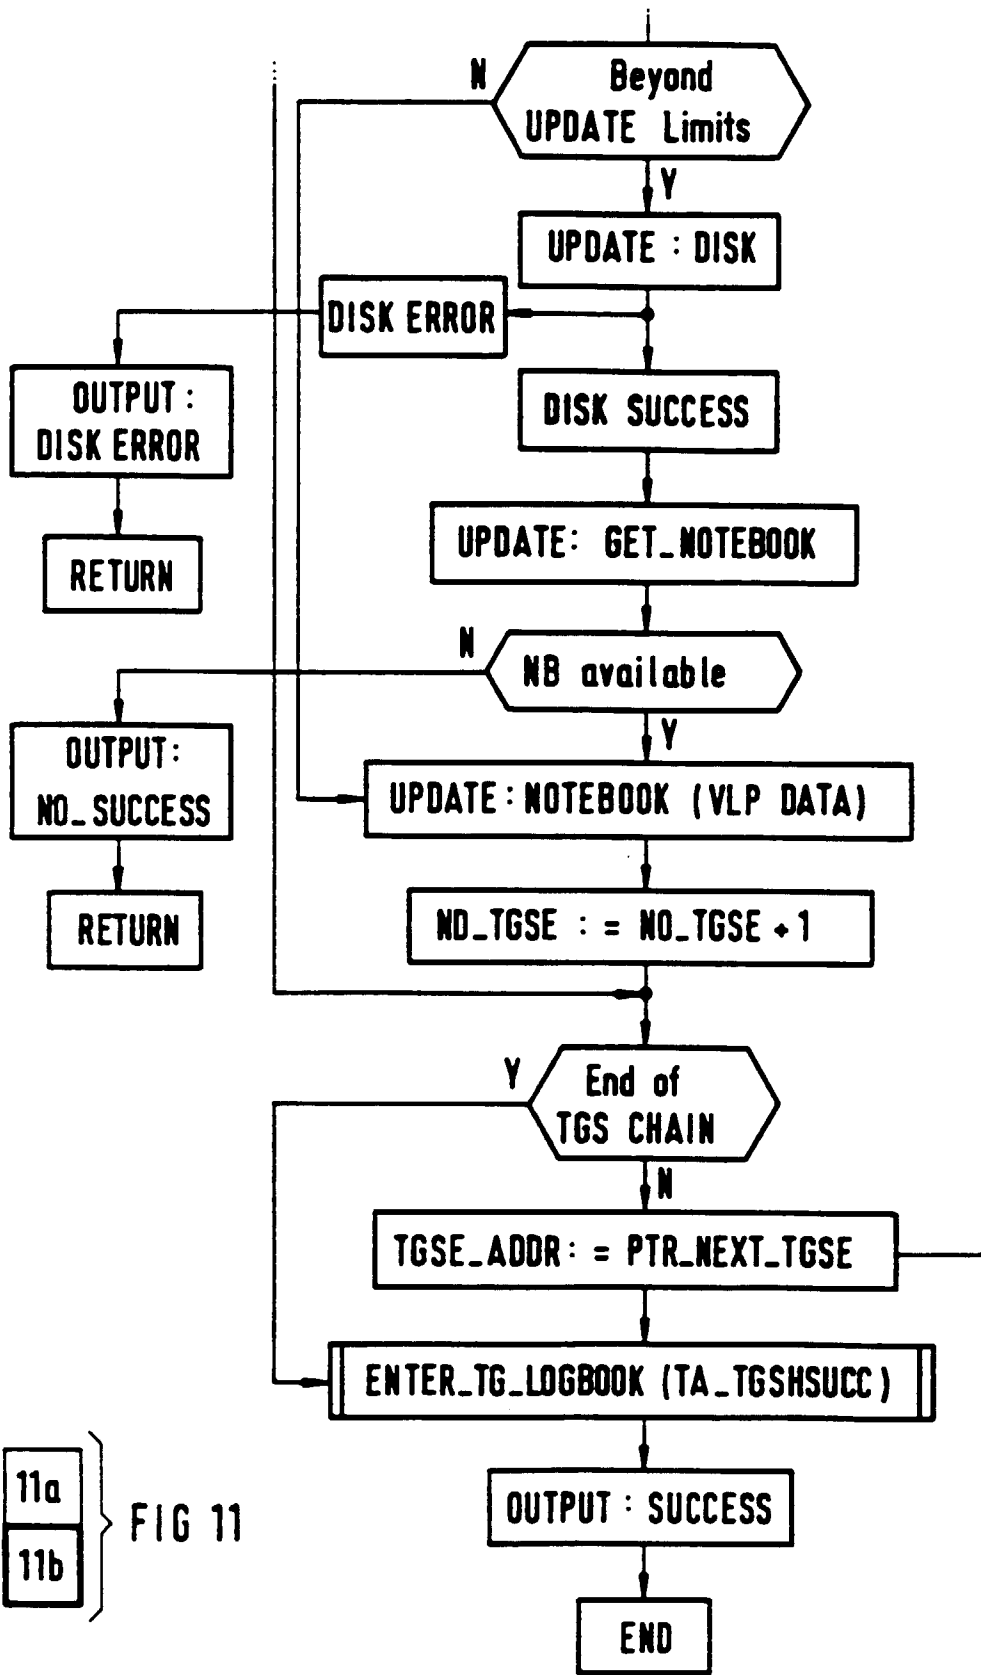 N
Beyond
UPDATE Limits
Y
UPDATE : DISK
DISK ERROR
OUTPUT :
DISK ERROR
DISK SUCCESS
RETURN
UPDATE: GET_NOTEBOOK
N
NB available
Y
OUTPUT:
NO_SUCCESS
UPDATE : NOTEBOOK (VLP DATA)
RETURN
NO_TGSE : = NO_TGSE + 1
Y
End of
TGS CHAIN
N
TGSE_ADDR: = PTR_NEXT_TGSE
ENTER_TG_LOGBOOK (TA_TGSHSUCC)
11a
11b
FIG 11
OUTPUT : SUCCESS
END